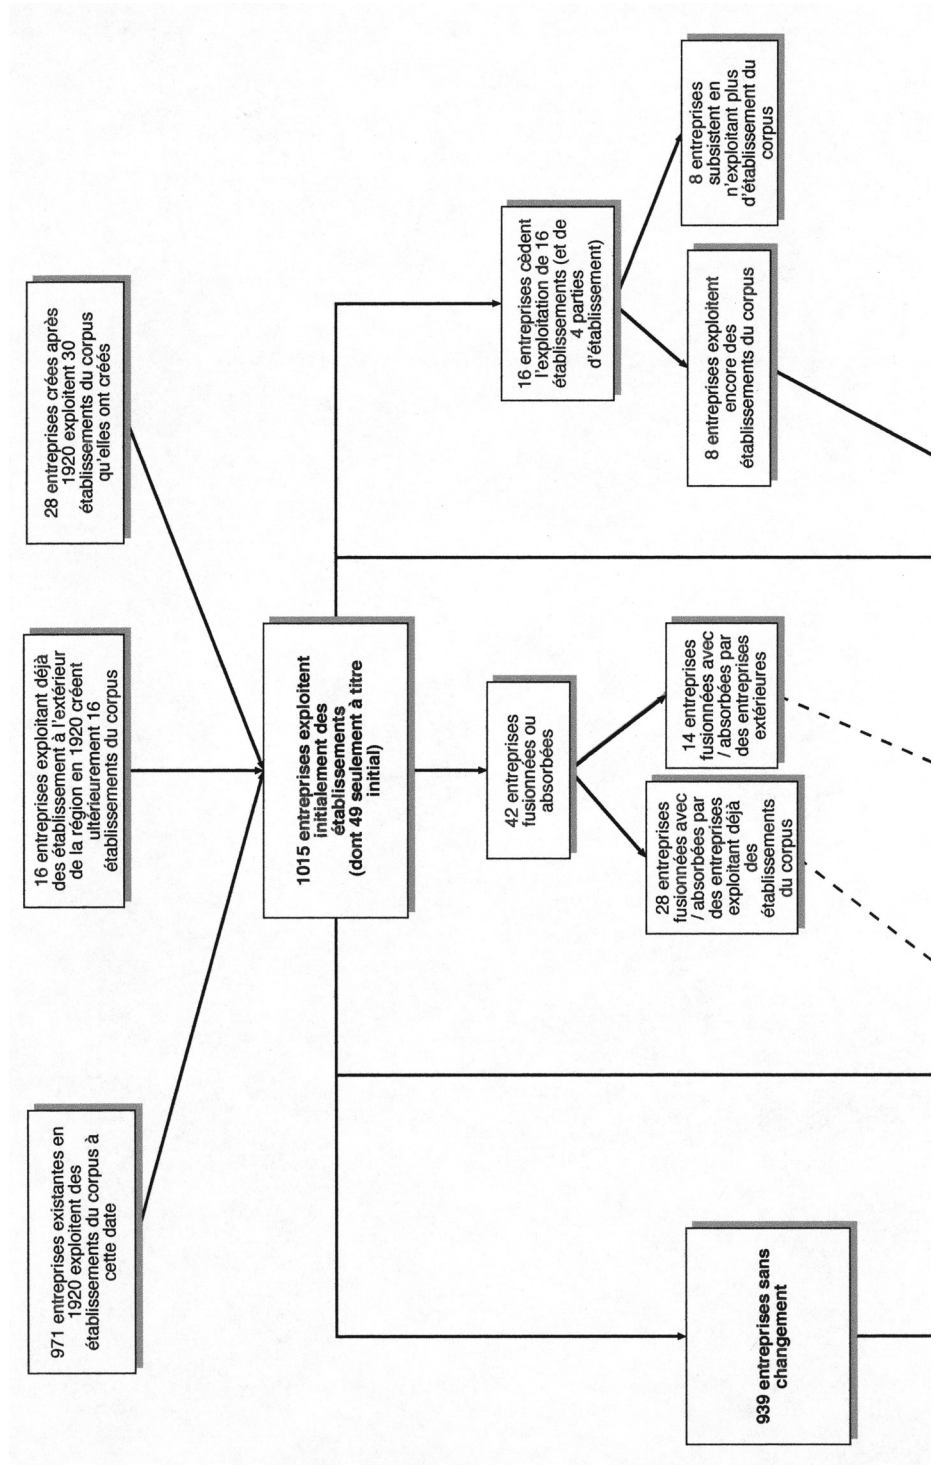 971 entreprises existantes en
1920 exploitent des
établissements du corpus à
cette date
16 entreprises exploitant déjà
des établissement à l'extérieur
de la région en 1920 créent
ultérieurement 16
établissements du corpus
28 entreprises crées après
1920 exploitent 30
établissements du corpus
qu'elles ont créés
1015 entreprises exploitent
initialement des
établissements
(dont 49 seulement à titre
initial)
42 entreprises
fusionnées ou
absorbées
16 entreprises cèdent
l'exploitation de 16
établissements (et de
4 parties
d'établissement)
28 entreprises
fusionnées avec
/ absorbées par
des entreprises
exploitant déjà
des
établissements
du corpus
14 entreprises
fusionnées avec
/ absorbées par
des entreprises
extérieures
8 entreprises exploitent
encore des
établissements du corpus
8 entreprises
subsistent en
n'exploitant plus
d'établissement du
corpus
939 entreprises sans
changement